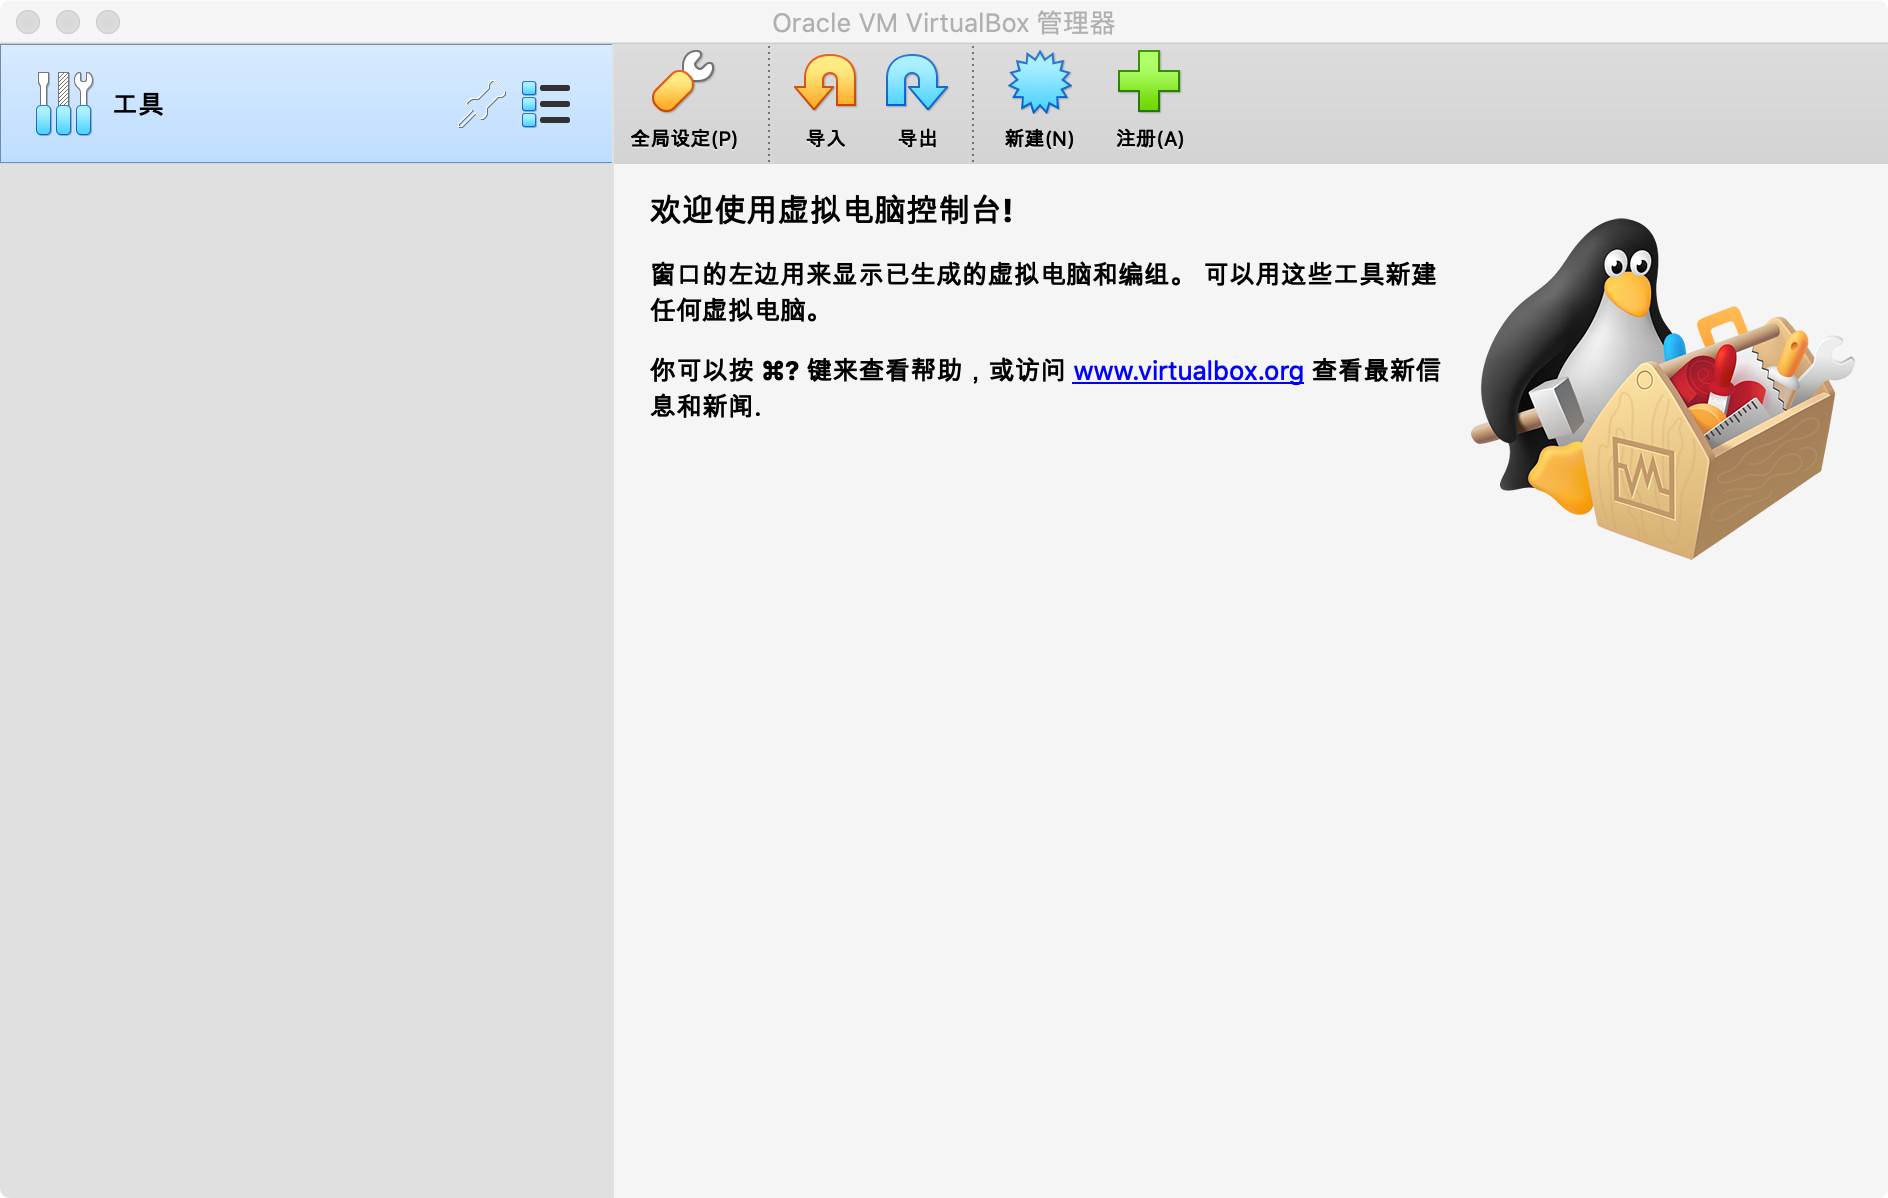 Oracle VM VirtualBox 管理器
工具
全局设定(P)
导入
导出
新建(N)
注册(A)
欢迎使用虚拟电脑控制台!
窗口的左边用来显示已生成的虚拟电脑和编组。 可以用这些工具新建
任何虚拟电脑。
你可以按 ⌘? 键来查看帮助，或访问 www.virtualbox.org 查看最新信
息和新闻.